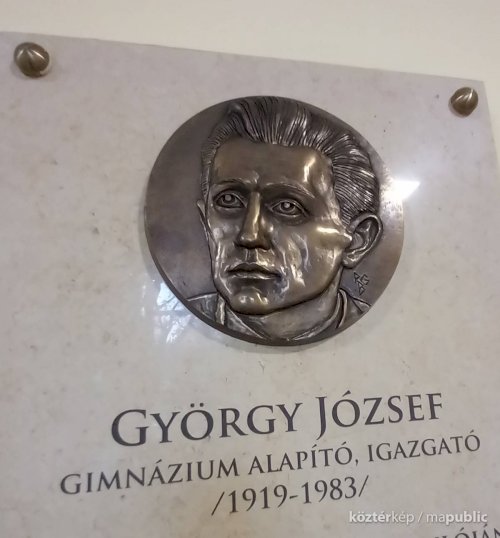 GYÖRGY JÓZSEF
GIMNÁZIUM ALAPÍTÓ, IGAZGATÓ
/1919-1983/
köztérkép / mapublic